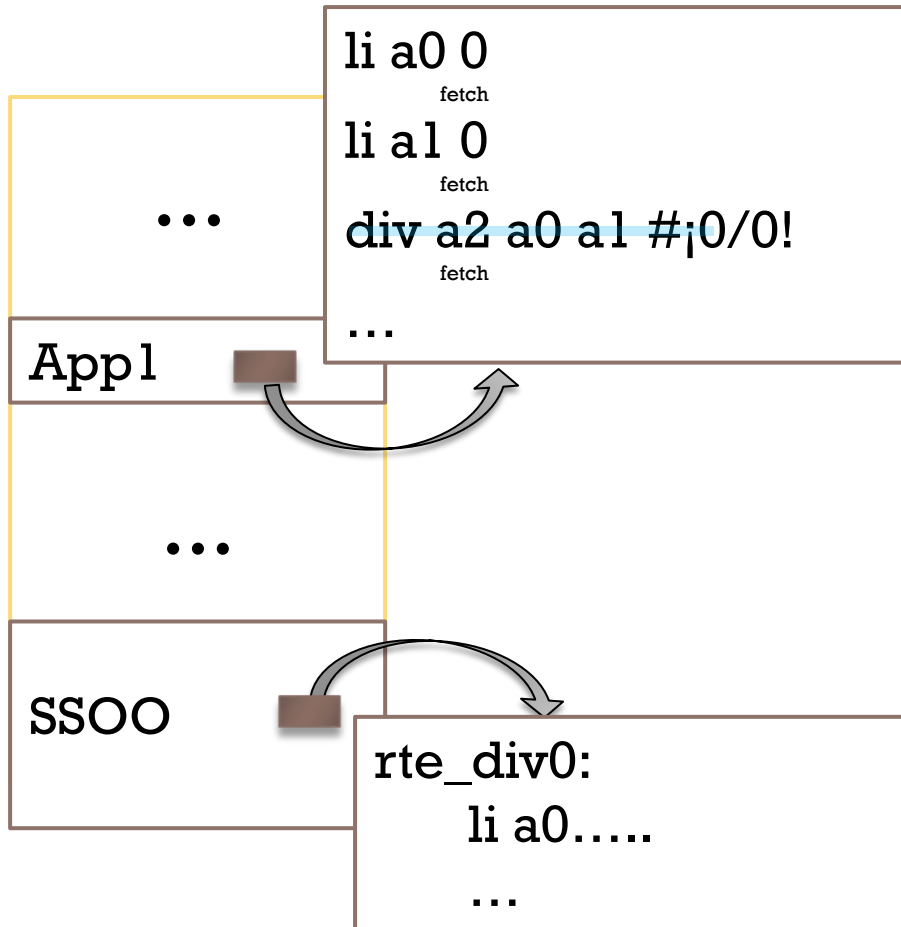 li a0 0
fetch
li a1 0
fetch
div a2 a0 a1 #¡0/0!
fetch
…
...
App1
...
SSOO
rte_div0:
li a0…..
…